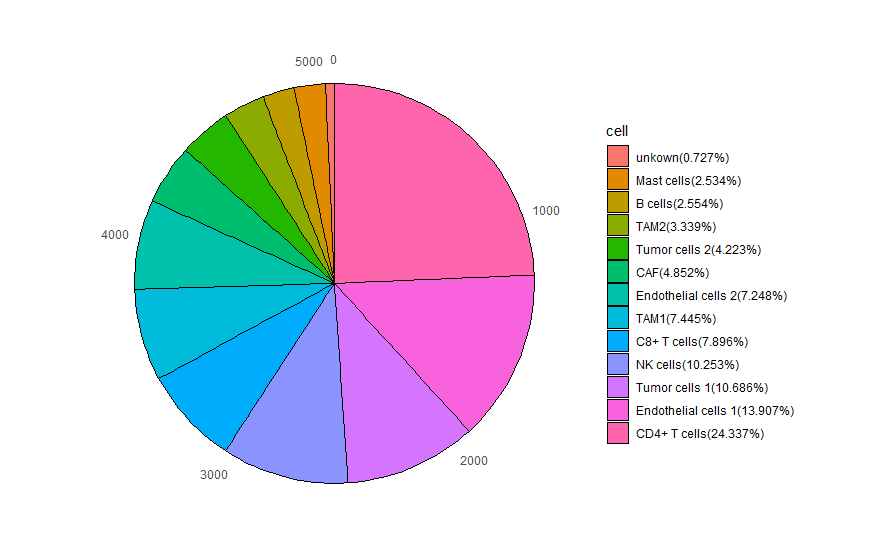 5000 0
1000
4000
3000
2000
cell
unkown(0.727%)
Mast cells(2.534%)
B cells(2.554%)
TAM2(3.339%)
Tumor cells 2(4.223%)
CAF(4.852%)
Endothelial cells 2(7.248%)
TAM1(7.445%)
C8+ T cells(7.896%)
NK cells(10.253%)
Tumor cells 1(10.686%)
Endothelial cells 1(13.907%)
CD4+ T cells(24.337%)